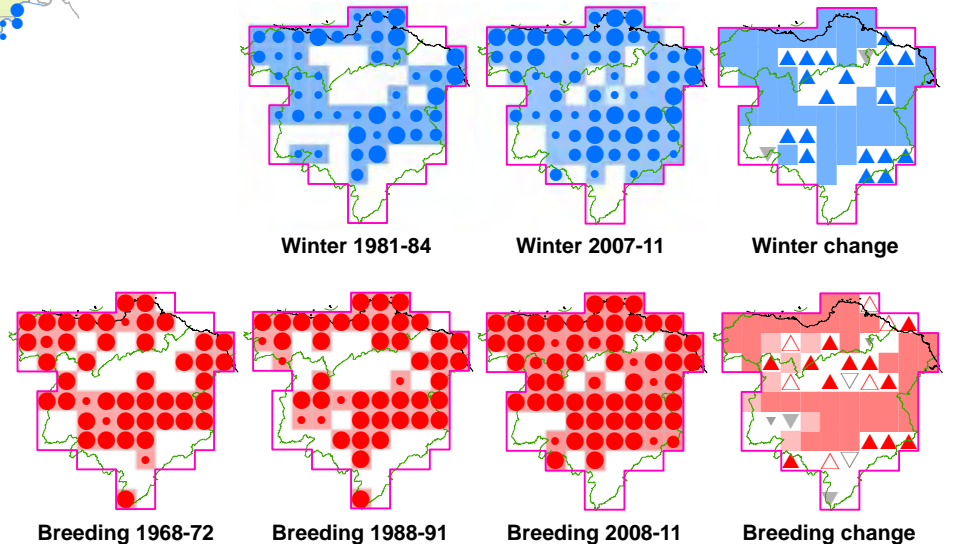 Winter 1981-84
Winter 2007-11
Winter change
Breeding 1968-72
Breeding 1988-91
Breeding 2008-11
Breeding change